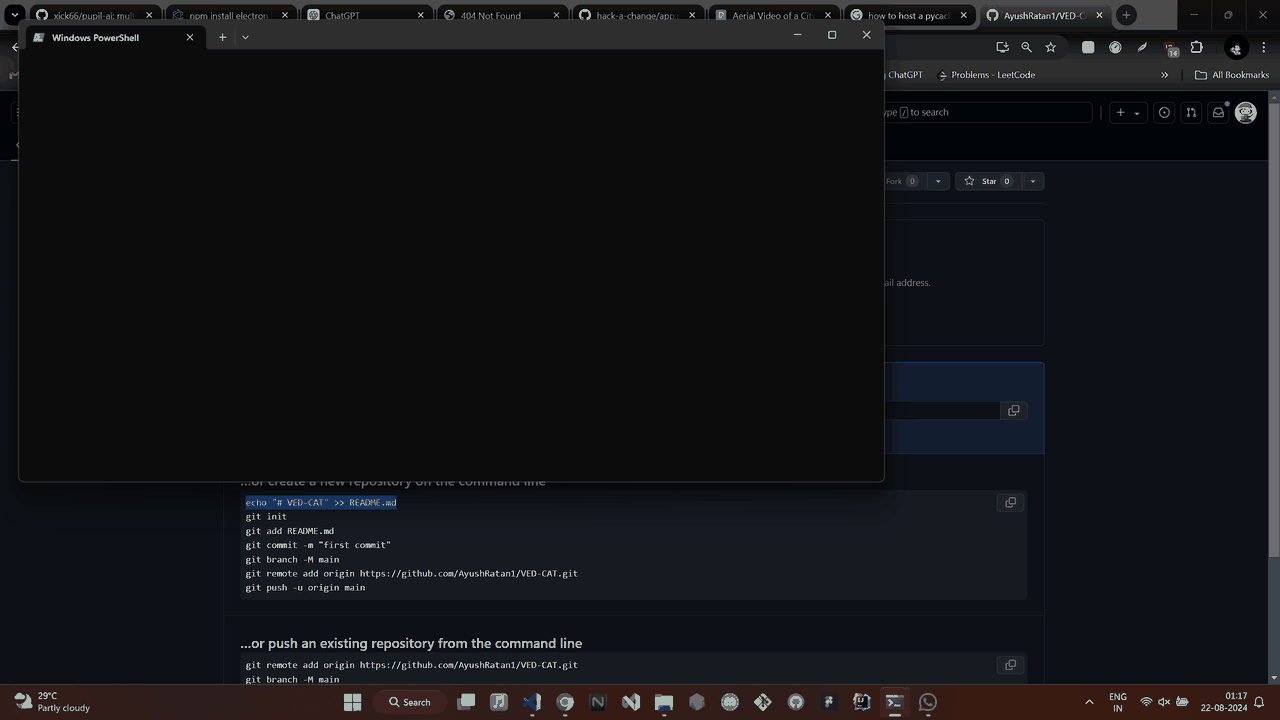 xick66/pupil-ai: mult
npm install electron
ChatGPT
404 Not Found
hack-a-change/app.
Aerial Video of a Cit
how to host a pycach
AyushRatan1/VED-C
Windows PowerShell
14
ChatGPT
Problems - LeetCode
All Bookmarks
/ to search
Fork 0
Star 0
ail address.
...or create a new repository on the command line
echo "# VED-CAT" >> README.md
git init
git add README.md
git commit -m "first commit"
git branch -M main
git remote add origin https://github.com/AyushRatan1/VED-CAT.git
git push -u origin main
...or push an existing repository from the command line
git remote add origin https://github.com/AyushRatan1/VED-CAT.git
git branch -M main
29°C
Partly cloudy
Search
ENG
IN
01:17
22-08-2024